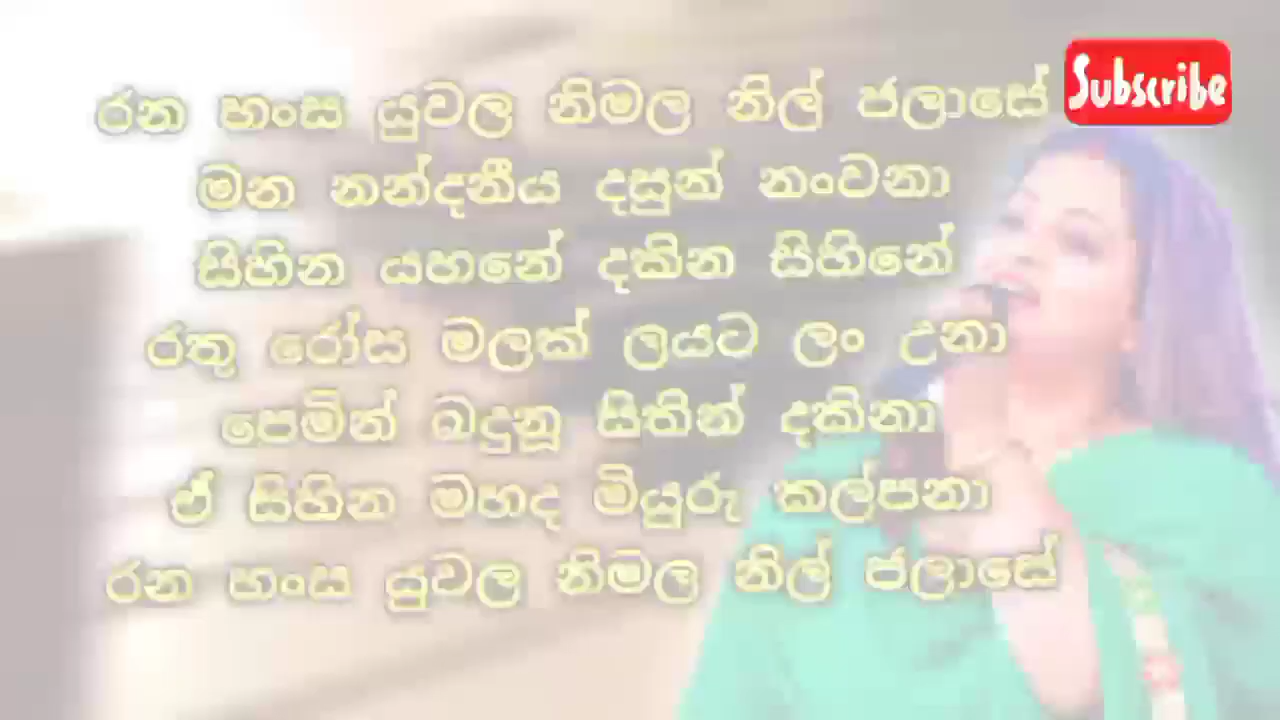 Subscribe
රන හංස යුවල නිමල නිල් ජලාසේ
මන නන්දනීය දසුන් නංවනා
සිහින යහනේ දකින සිහිනේ
රතු රෝස මලක් ලයට ලං උනා
පෙමින් බදුනූ සිතින් දකිනා
ඒ සිහින මහද මියුරු කල්පනා
රන හංස යුවල නිමල නිල් ජලාසේ